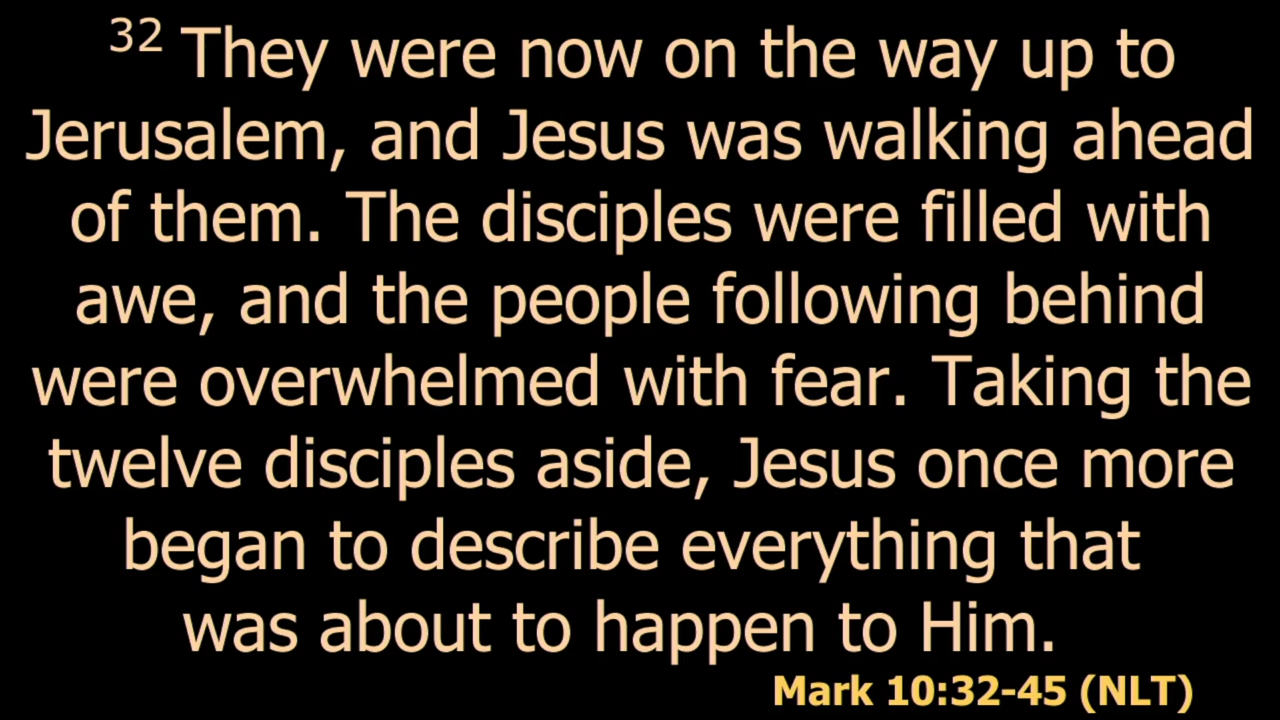 32 They were now on the way up to
Jerusalem, and Jesus was walking ahead
of them. The disciples were filled with
awe, and the people following behind
were overwhelmed with fear. Taking the
twelve disciples aside, Jesus once more
began to describe everything that
was about to happen to Him.
Mark 10:32-45 (NLT)